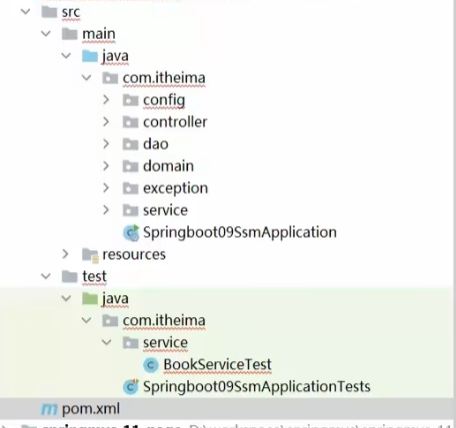 src
main
java
com.itheima
config
controller
dao
domain
exception
service
Springboot09SsmApplication
resources
test
java
com.itheima
service
BookServiceTest
Springboot09SsmApplicationTests
pom.xml